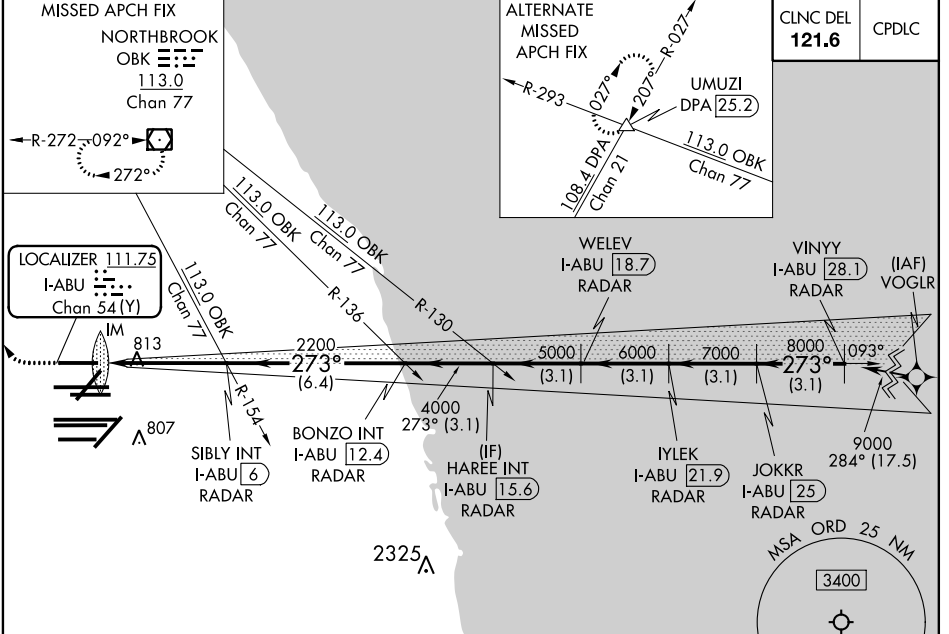 MISSED APCH FIX
NORTHBROOK
OBK
113.0
Chan 77
R-272
092°
272°
ALTERNATE
MISSED
APCH FIX
R-027
R-293
027°
207°
UMUZI
DPA 25.2
108.4 DPA
Chan 21
113.0 OBK
Chan 77
CLNC DEL
121.6
CPDLC
113.0 OBK
Chan 77
113.0 OBK
Chan 77
113.0 OBK
Chan 77
R-136
R-130
R-154
LOCALIZER 111.75
I-ABU
Chan 54 (Y)
IM
813
807
WELEV
I-ABU 18.7
RADAR
VINYY
I-ABU 28.1
RADAR
(IAF)
VOGLR
2200
273°
(6.4)
4000
273° (3.1)
5000
(3.1)
6000
(3.1)
7000
(3.1)
8000
273°
(3.1)
093°
9000
284° (17.5)
SIBLY INT
I-ABU 6
RADAR
BONZO INT
I-ABU 12.4
RADAR
(IF)
HAREE INT
I-ABU 15.6
RADAR
IYLEK
I-ABU 21.9
RADAR
JOKKR
I-ABU 25
RADAR
2325
MSA ORD 25 NM
3400